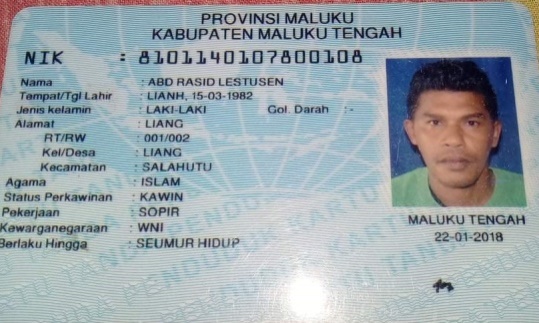 PROVINSI MALUKU
KABUPATEN MALUKU TENGAH
NIK : 8101140107800108
Nama : ABD RASID LESTUSEN
Tempat/Tgl Lahir : LIANH, 15-03-1982
Jenis kelamin : LAKI-LAKI Gol. Darah : -
Alamat : LIANG
RT/RW : 001/002
Kel/Desa : LIANG
Kecamatan : SALAHUTU
Agama : ISLAM
Status Perkawinan : KAWIN
Pekerjaan : SOPIR
Kewarganegaraan : WNI
Berlaku Hingga : SEUMUR HIDUP
MALUKU TENGAH
22-01-2018